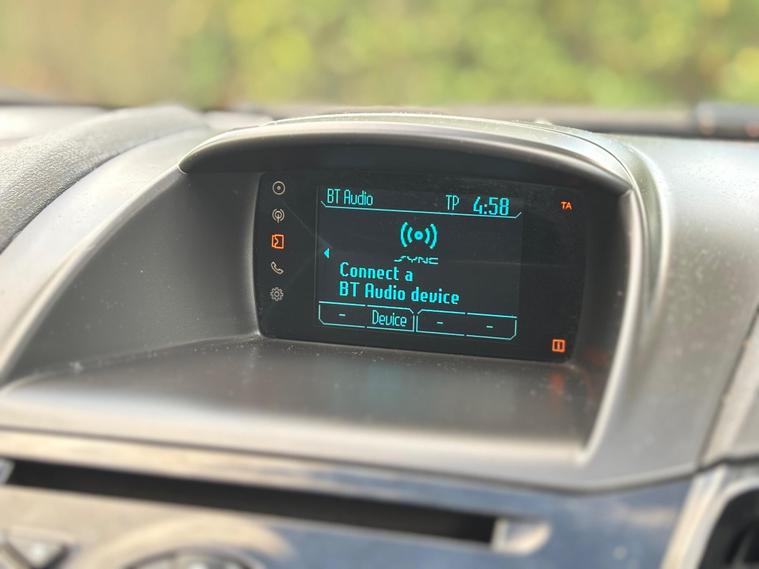 BT Audio TP 4:58
TA
SYNC
Connect a
BT Audio device
- Device - -